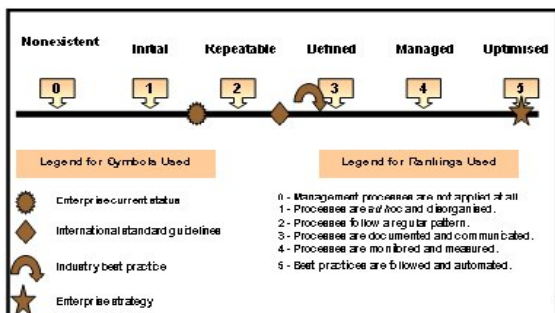 Nonexistent Initial Repeatable Defined Managed Optimised
0 1 2 3 4 5
Legend for Symbols Used
Legend for Rankings Used
Enterprise current status
International standard guidelines
Industry best practice
Enterprise strategy
0 - Management processes are not applied at all.
1 - Processes are ad hoc and disorganised.
2 - Processes follow a regular pattern.
3 - Processes are documented and communicated.
4 - Processes are monitored and measured.
5 - Best practices are followed and automated.